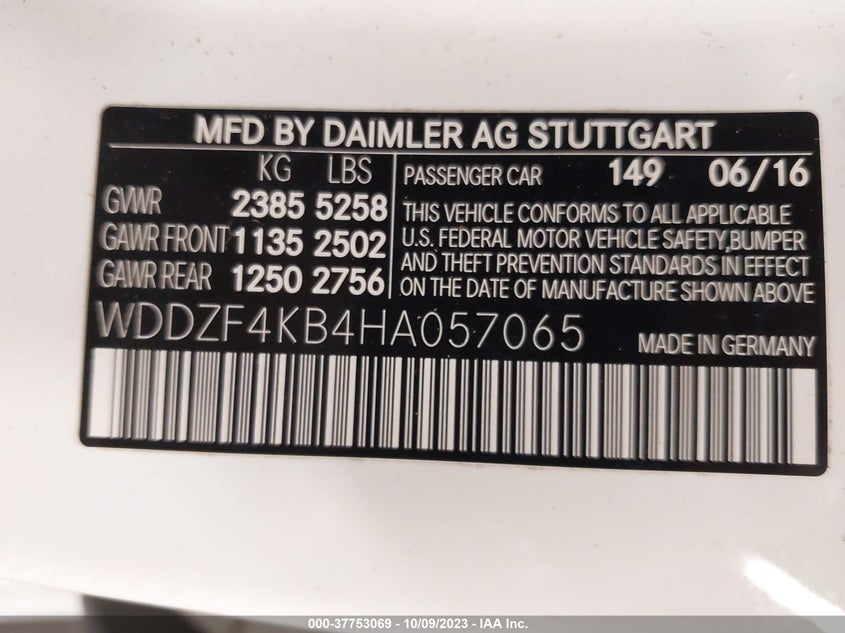 MFD BY DAIMLER AG STUTTGART
KG LBS
GVWR 2385 5258
GAWR FRONT 1135 2502
GAWR REAR 1250 2756
PASSENGER CAR 149 06/16
THIS VEHICLE CONFORMS TO ALL APPLICABLE
U.S. FEDERAL MOTOR VEHICLE SAFETY,BUMPER
AND THEFT PREVENTION STANDARDS IN EFFECT
ON THE DATE OF MANUFACTURE SHOWN ABOVE
WDDZF4KB4HA057065
MADE IN GERMANY
000-37753069 - 10/09/2023 - IAA Inc.